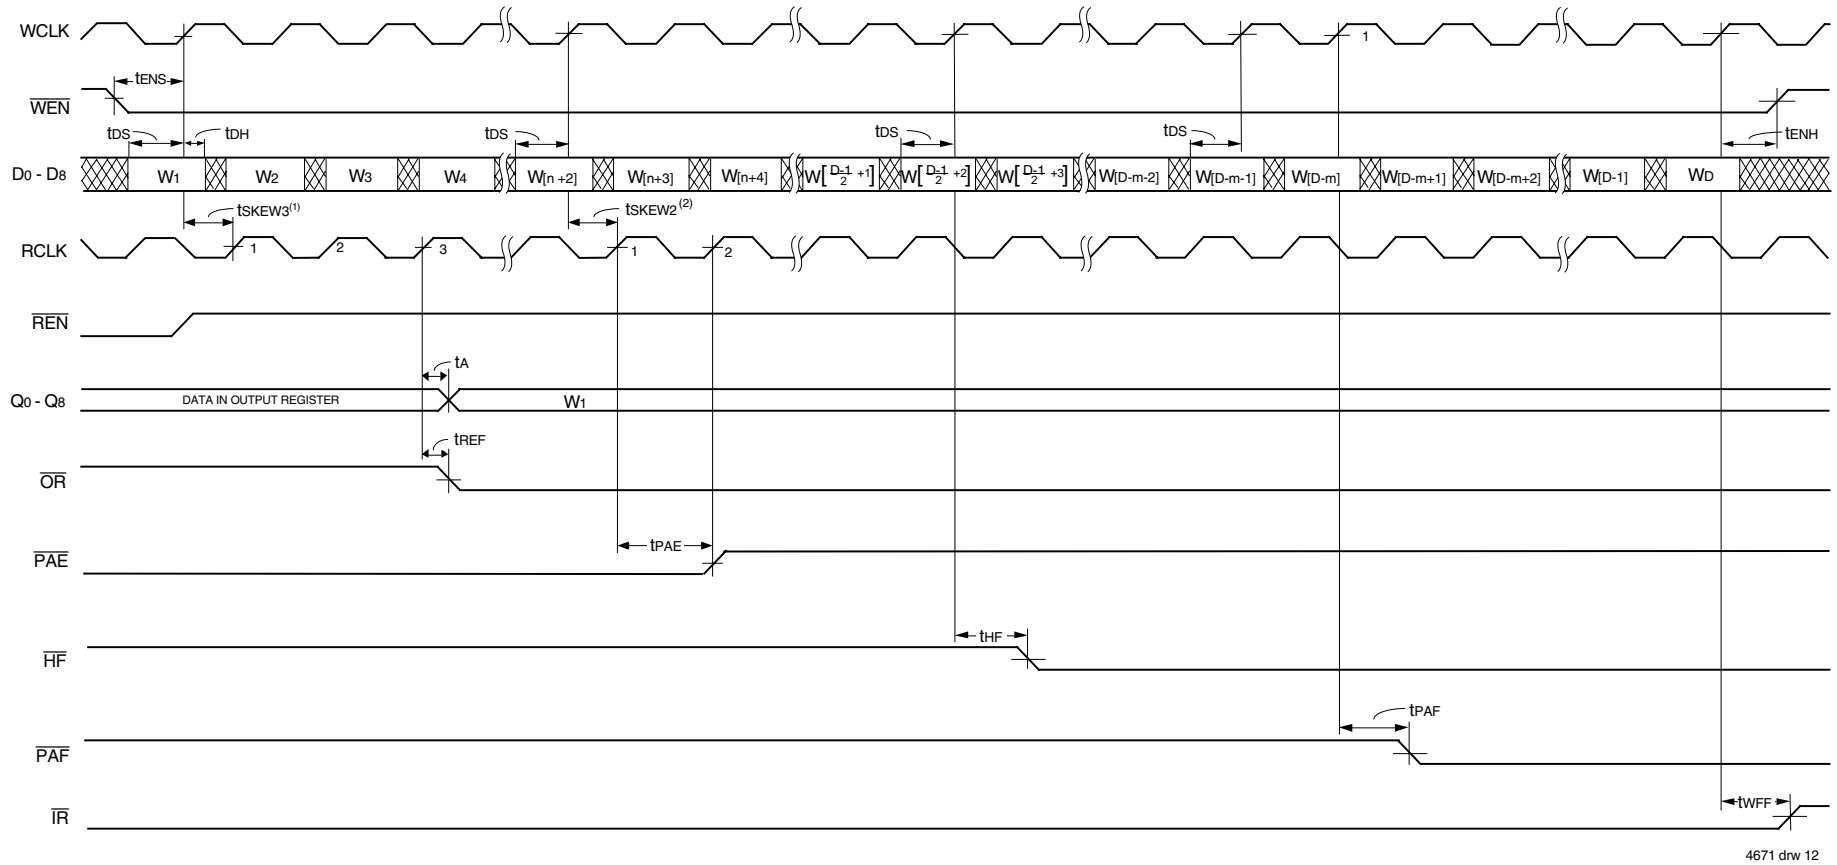 WCLK
1
tENS
WEN
tDS tDH tDS tDS tDS tENH
D0 - D8 W1 W2 W3 W4 W[n +2] W[n+3] W[n+4] W[D-1/2 +1] W[D-1/2 +2] W[D-1/2 +3] W[D-m-2] W[D-m-1] W[D-m] W[D-m+1] W[D-m+2] W[D-1] WD
tSKEW3(1) tSKEW2(2)
RCLK 1 2 3 1 2
REN
tA
Q0 - Q8 DATA IN OUTPUT REGISTER W1
tREF
OR
tPAE
PAE
tHF
HF
tPAF
PAF
tWFF
IR
4671 drw 12